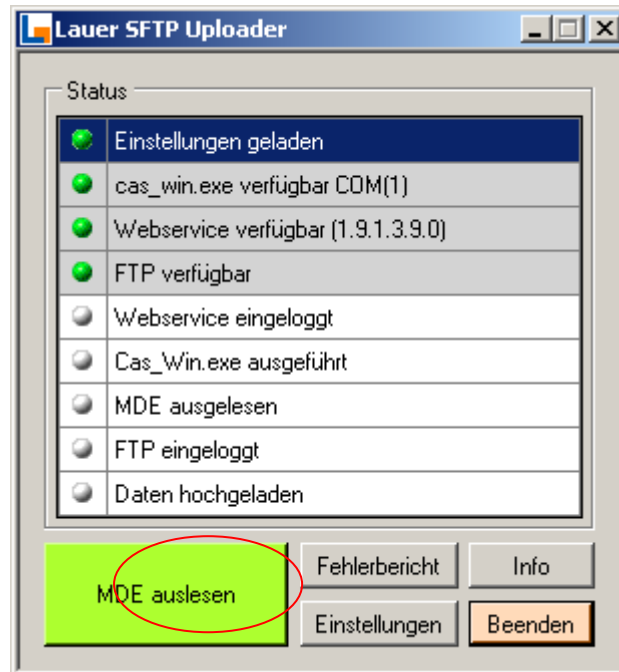 Lauer SFTP Uploader
Status
Einstellungen geladen
cas_win.exe verfügbar COM(1)
Webservice verfügbar (1.9.1.3.9.0)
FTP verfügbar
Webservice eingeloggt
Cas_Win.exe ausgeführt
MDE ausgelesen
FTP eingeloggt
Daten hochgeladen
MDE auslesen
Fehlerbericht
Info
Einstellungen
Beenden